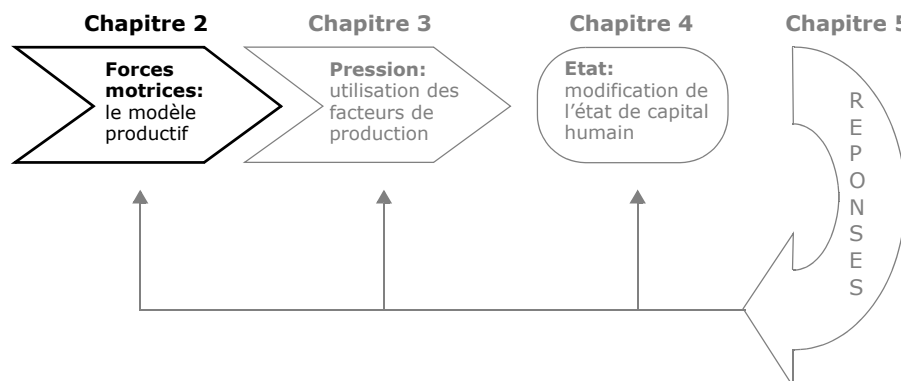 Chapitre 2
Chapitre 3
Chapitre 4
Chapitre 5
Forces
motrices:
le modèle
productif
Pression:
utilisation des
facteurs de
production
Etat:
modification de
l'état de capital
humain
REPONSES